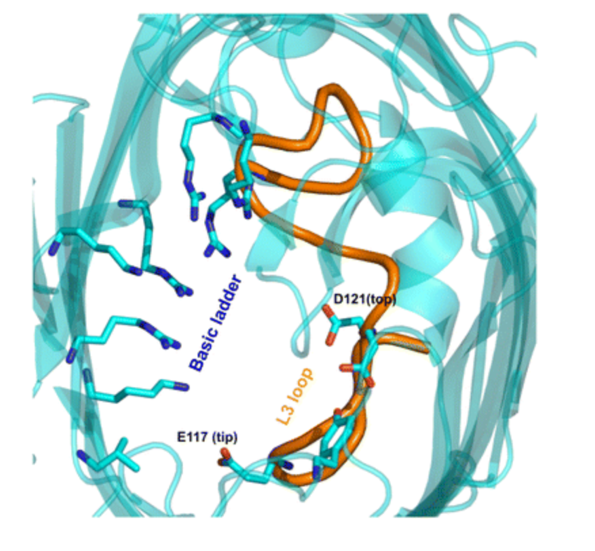 D121(top)
Basic ladder
L3 loop
E117 (tip)